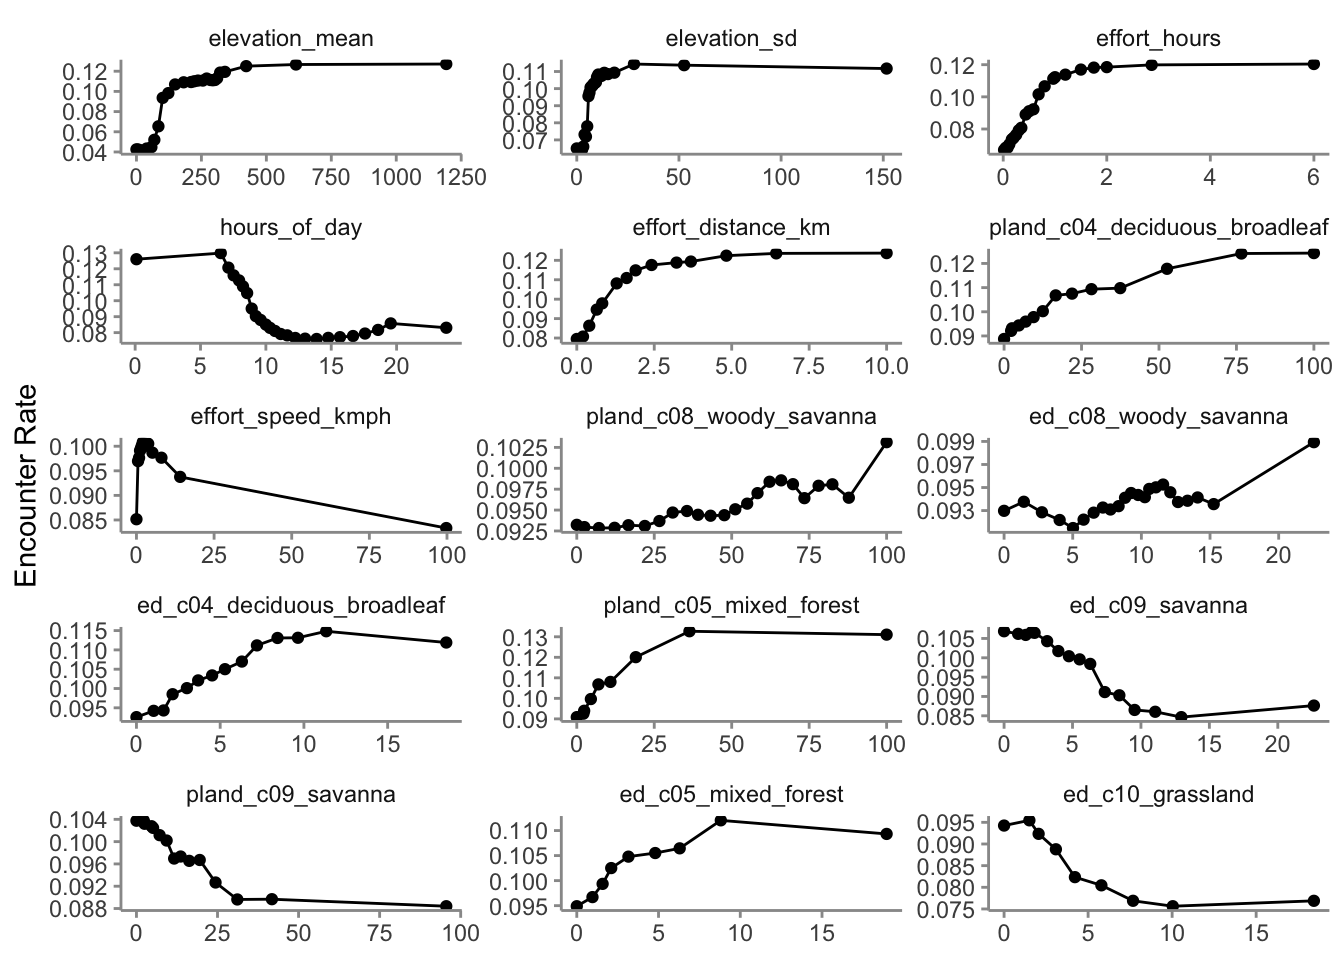 Encounter Rate
elevation_mean
0.12
0.10
0.08
0.06
0.04
0 250 500 750 1000 1250
elevation_sd
0.11
0.10
0.09
0.08
0.07
0 50 100 150
effort_hours
0.12
0.10
0.08
0 2 4 6
hours_of_day
0.13
0.12
0.11
0.10
0.09
0.08
0 5 10 15 20
effort_distance_km
0.12
0.11
0.10
0.09
0.08
0.0 2.5 5.0 7.5 10.0
pland_c04_deciduous_broadleaf
0.12
0.11
0.10
0.09
0 25 50 75 100
effort_speed_kmph
0.100
0.095
0.090
0.085
0 25 50 75 100
pland_c08_woody_savanna
0.1025
0.1000
0.0975
0.0950
0.0925
0 25 50 75 100
ed_c08_woody_savanna
0.099
0.097
0.095
0.093
0 5 10 15 20
ed_c04_deciduous_broadleaf
0.115
0.110
0.105
0.100
0.095
0 5 10 15
pland_c05_mixed_forest
0.13
0.12
0.11
0.10
0.09
0 25 50 75 100
ed_c09_savanna
0.105
0.100
0.095
0.090
0.085
0 5 10 15 20
pland_c09_savanna
0.104
0.100
0.096
0.092
0.088
0 25 50 75 100
ed_c05_mixed_forest
0.110
0.105
0.100
0.095
0 5 10 15
ed_c10_grassland
0.095
0.090
0.085
0.080
0.075
0 5 10 15